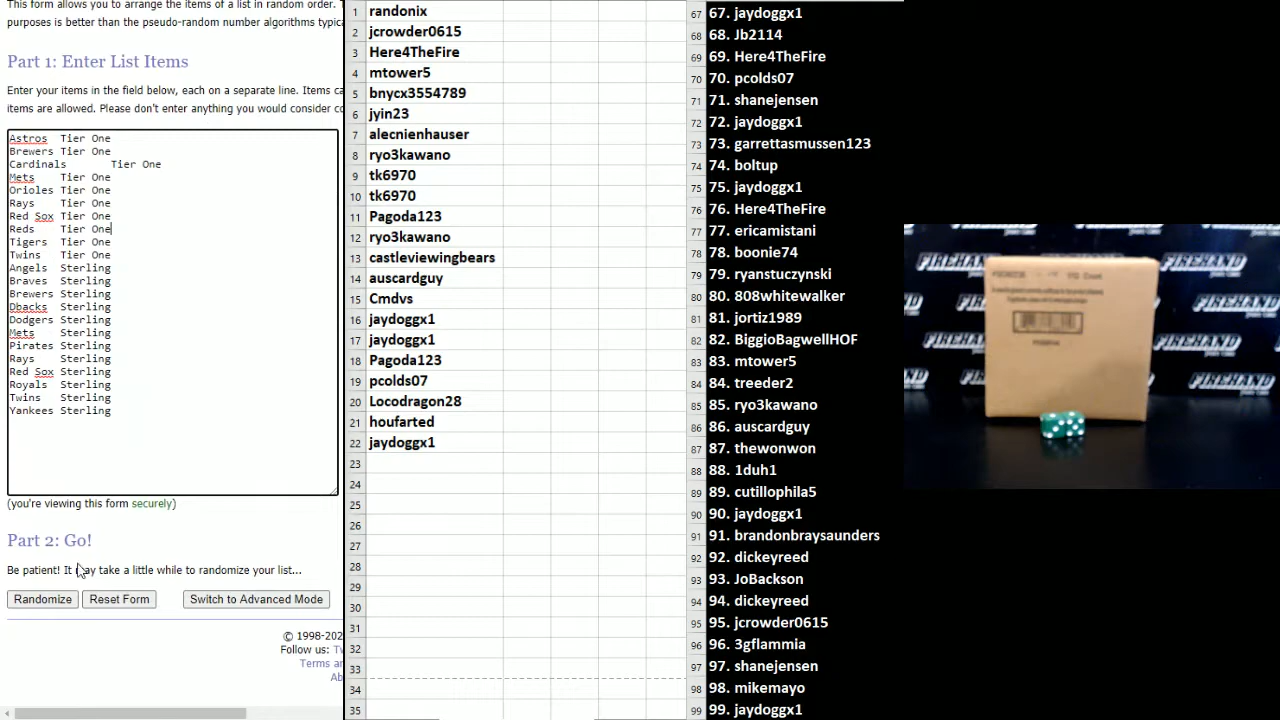 This form allows you to arrange the items of a list in random order. T
purposes is better than the pseudo-random number algorithms typica
Part 1: Enter List Items
Enter your items in the field below, each on a separate line. Items ca
items are allowed. Please don't enter anything you would consider co
Astros Tier One
Brewers Tier One
Cardinals Tier One
Mets Tier One
Orioles Tier One
Rays Tier One
Red Sox Tier One
Reds Tier One
Tigers Tier One
Twins Tier One
Angels Sterling
Braves Sterling
Brewers Sterling
Dbacks Sterling
Dodgers Sterling
Mets Sterling
Pirates Sterling
Rays Sterling
Red Sox Sterling
Royals Sterling
Twins Sterling
Yankees Sterling
(you're viewing this form securely)
Part 2: Go!
Be patient! It may take a little while to randomize your list...
Randomize Reset Form Switch to Advanced Mode
© 1998-202
Follow us: Tw
Terms an
Ab
1 randonix
2 jcrowder0615
3 Here4TheFire
4 mtower5
5 bnycx3554789
6 jyin23
7 alecnienhauser
8 ryo3kawano
9 tk6970
10 tk6970
11 Pagoda123
12 ryo3kawano
13 castleviewingbears
14 auscardguy
15 Cmdvs
16 jaydoggx1
17 jaydoggx1
18 Pagoda123
19 pcolds07
20 Locodragon28
21 houfarted
22 jaydoggx1
23
24
25
26
27
28
29
30
31
32
33
34
35
67 67. jaydoggx1
68 68. Jb2114
69 69. Here4TheFire
70 70. pcolds07
71 71. shanejensen
72 72. jaydoggx1
73 73. garrettasmussen123
74 74. boltup
75 75. jaydoggx1
76 76. Here4TheFire
77 77. ericamistani
78 78. boonie74
79 79. ryanstuczynski
80 80. 808whitewalker
81 81. jortiz1989
82 82. BiggioBagwellHOF
83 83. mtower5
84 84. treeder2
85 85. ryo3kawano
86 86. auscardguy
87 87. thewonwon
88 88. 1duh1
89 89. cutillophila5
90 90. jaydoggx1
91 91. brandonbraysaunders
92 92. dickeyreed
93 93. JoBackson
94 94. dickeyreed
95 95. jcrowder0615
96 96. 3gflammia
97 97. shanejensen
98 98. mikemayo
99 99. jaydoggx1
FIREHAND
FIREHAND
FIREHAND
FIREHAND